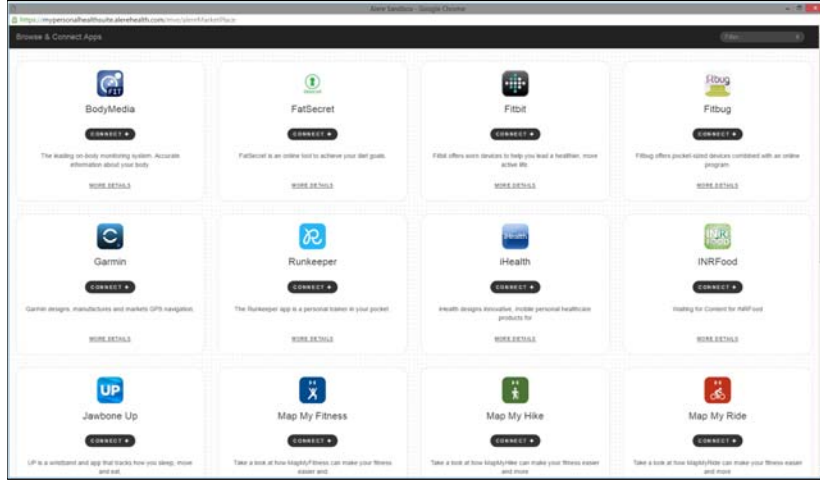 Alere Sandbox - Google Chrome
https://mypersonalhealthsuite.alerehealth.com/mvc/alereMarketPlace
Browse & Connect Apps
Filter...
BodyMedia
CONNECT
The leading on-body monitoring system. Accurate
information about your body
MORE DETAILS
FatSecret
CONNECT
FatSecret is an online tool to achieve your diet goals.
MORE DETAILS
Fitbit
CONNECT
Fitbit offers worn devices to help you lead a healthier, more
active life.
MORE DETAILS
Fitbug
CONNECT
Fitbug offers pocket-sized devices combined with an online
program
MORE DETAILS
Garmin
CONNECT
Garmin designs, manufactures and markets GPS navigation,
MORE DETAILS
Runkeeper
CONNECT
The Runkeeper app is a personal trainer in your pocket
MORE DETAILS
iHealth
iHealth
CONNECT
iHealth designs innovative, mobile personal healthcare
products for
MORE DETAILS
INRFood
CONNECT
Waiting for Content for INRFood
MORE DETAILS
UP
Jawbone Up
CONNECT
UP is a wristband and app that tracks how you sleep, move
and eat.
Map My Fitness
CONNECT
Take a look at how MapMyFitness can make your fitness
easier and
Map My Hike
CONNECT
Take a look at how MapMyHike can make your fitness easier
and more
Map My Ride
CONNECT
Take a look at how MapMyRide can make your fitness easier
and more